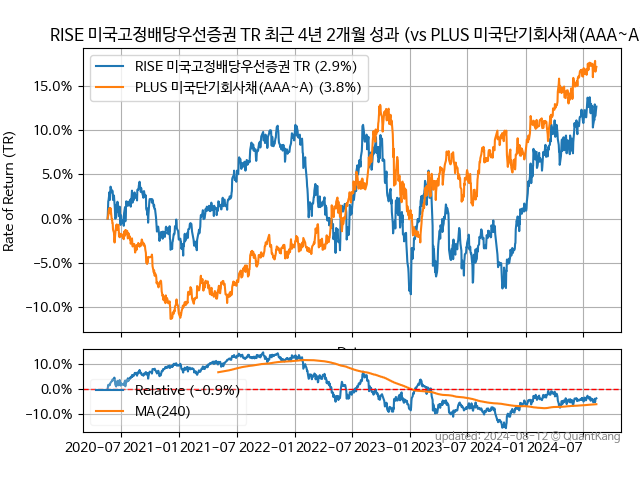 RISE 미국고정배당우선증권 TR 최근 4년 2개월 성과 (vs PLUS 미국단기회사채(AAA~A
RISE 미국고정배당우선증권 TR (2.9%)
PLUS 미국단기회사채(AAA~A) (3.8%)
Rate of Return (TR)
15.0%
10.0%
5.0%
0.0%
−5.0%
−10.0%
10.0%
0.0%
−10.0%
Relative (-0.9%)
MA(240)
2020-07 2021-01 2021-07 2022-01 2022-07 2023-01 2023-07 2024-01 2024-07
updated: 2024-08-12 © QuantKang